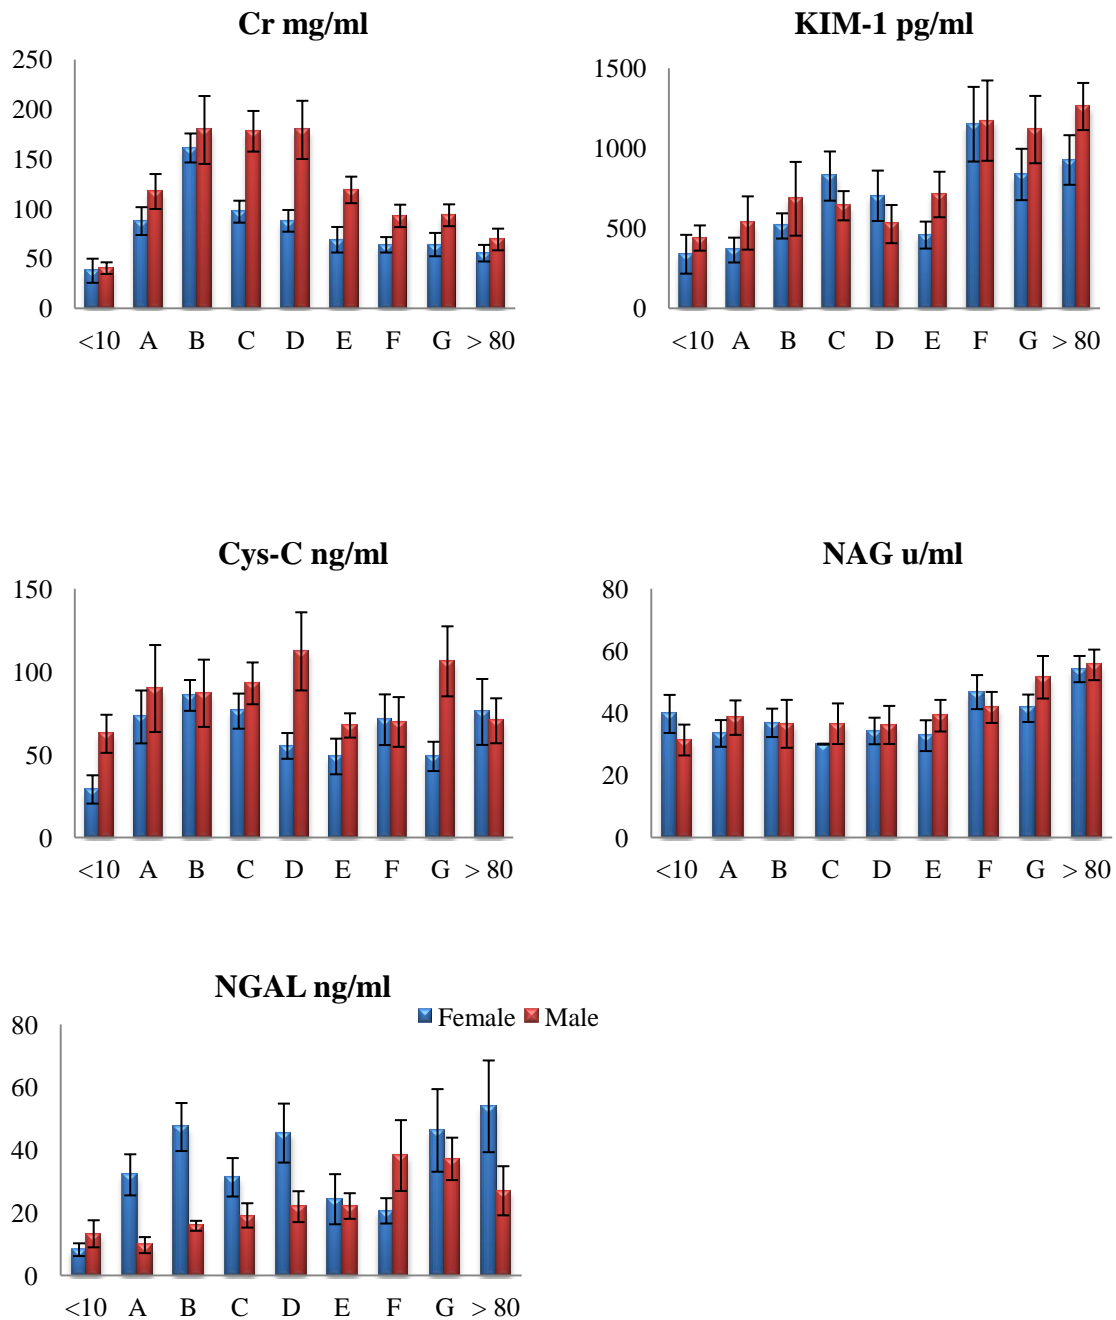 Cr mg/ml
250
200
150
100
50
0
<10 A B C D E F G > 80
KIM-1 pg/ml
1500
1000
500
0
<10 A B C D E F G > 80
Cys-C ng/ml
150
100
50
0
<10 A B C D E F G > 80
NAG u/ml
80
60
40
20
0
<10 A B C D E F G > 80
NGAL ng/ml
Female Male
80
60
40
20
0
<10 A B C D E F G > 80